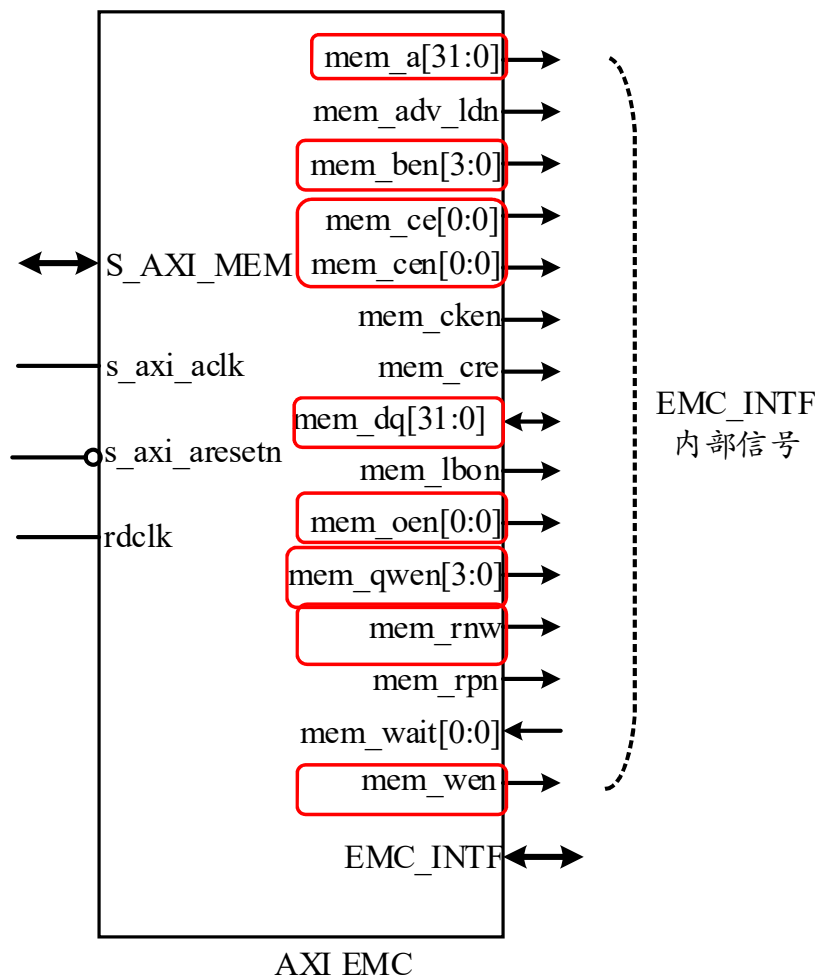 mem_a[31:0]
mem_adv_ldn
mem_ben[3:0]
mem_ce[0:0]
S_AXI_MEM
mem_cen[0:0]
mem_cken
s_axi_aclk
mem_cre
mem_dq[31:0]
EMC_INTF
内部信号
s_axi_aresetn
mem_lbon
mem_oen[0:0]
rdclk
mem_qwen[3:0]
mem_rnw
mem_rpn
mem_wait[0:0]
mem_wen
EMC_INTF
AXI EMC